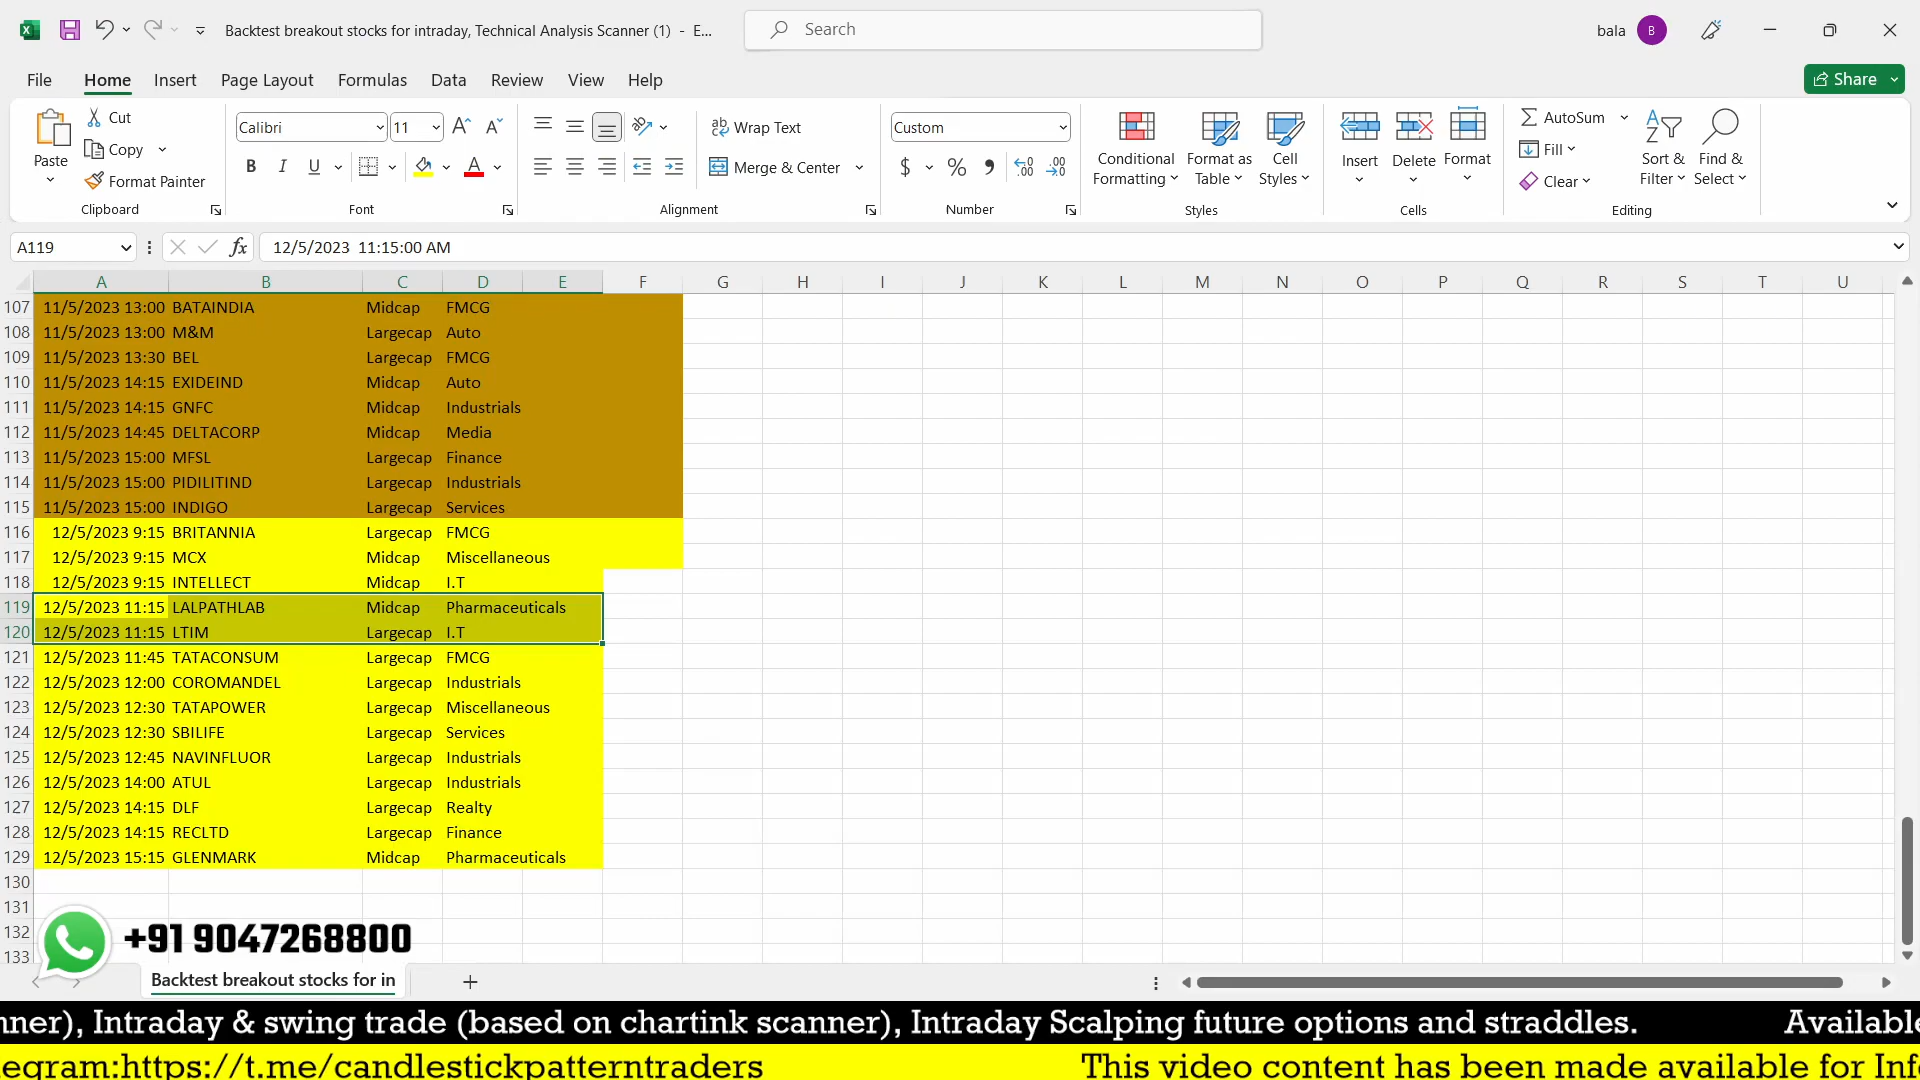 Backtest breakout stocks for intraday, Technical Analysis Scanner (1) - E...
Search
bala
B
File Home Insert Page Layout Formulas Data Review View Help
Share
Paste
Cut
Copy
Format Painter
Clipboard
Calibri 11
B I U
Font
Wrap Text
Merge & Center
Alignment
Custom
$ % 9
Number
Conditional Formatting
Format as Table
Cell Styles
Styles
Insert Delete Format
Cells
AutoSum
Fill
Clear
Sort & Filter
Find & Select
Editing
A119 fx 12/5/2023 11:15:00 AM
A B C D E F G H I J K L M N O P Q R S T U
107 11/5/2023 13:00 BATAINDIA Midcap FMCG
108 11/5/2023 13:00 M&M Largecap Auto
109 11/5/2023 13:30 BEL Largecap FMCG
110 11/5/2023 14:15 EXIDEIND Midcap Auto
111 11/5/2023 14:15 GNFC Midcap Industrials
112 11/5/2023 14:45 DELTACORP Midcap Media
113 11/5/2023 15:00 MFSL Largecap Finance
114 11/5/2023 15:00 PIDILITIND Largecap Industrials
115 11/5/2023 15:00 INDIGO Largecap Services
116 12/5/2023 9:15 BRITANNIA Largecap FMCG
117 12/5/2023 9:15 MCX Midcap Miscellaneous
118 12/5/2023 9:15 INTELLECT Midcap I.T
119 12/5/2023 11:15 LALPATHLAB Midcap Pharmaceuticals
120 12/5/2023 11:15 LTIM Largecap I.T
121 12/5/2023 11:45 TATACONSUM Largecap FMCG
122 12/5/2023 12:00 COROMANDEL Largecap Industrials
123 12/5/2023 12:30 TATAPOWER Largecap Miscellaneous
124 12/5/2023 12:30 SBILIFE Largecap Services
125 12/5/2023 12:45 NAVINFLUOR Largecap Industrials
126 12/5/2023 14:00 ATUL Largecap Industrials
127 12/5/2023 14:15 DLF Largecap Realty
128 12/5/2023 14:15 RECLTD Largecap Finance
129 12/5/2023 15:15 GLENMARK Midcap Pharmaceuticals
130
131
132
133
+91 9047268800
Backtest breakout stocks for in
nner), Intraday & swing trade (based on chartink scanner), Intraday Scalping future options and straddles. Available
egram:https://t.me/candlestickpatterntraders This video content has been made available for Inf